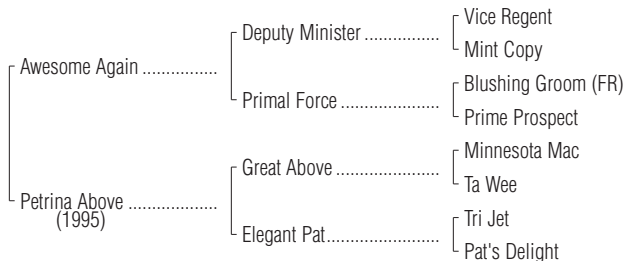 Vice Regent
Deputy Minister ................
Mint Copy
Awesome Again ................
Blushing Groom (FR)
Primal Force .....................
Prime Prospect
Minnesota Mac
Great Above ......................
Ta Wee
Petrina Above ...................
(1995)
Tri Jet
Elegant Pat........................
Pat's Delight